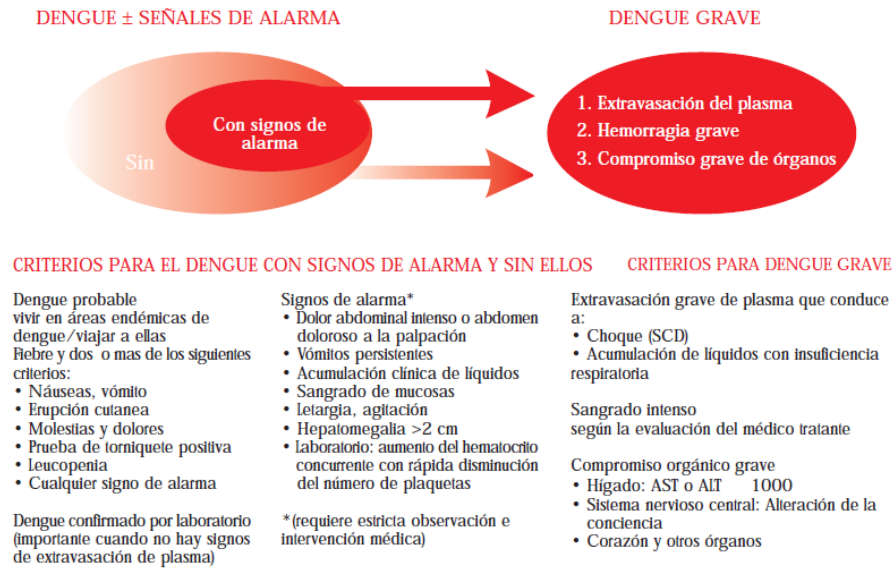 DENGUE ± SEÑALES DE ALARMA
DENGUE GRAVE
Con signos de
alarma
Sin
1. Extravasación del plasma
2. Hemorragia grave
3. Compromiso grave de órganos
CRITERIOS PARA EL DENGUE CON SIGNOS DE ALARMA Y SIN ELLOS
Dengue probable
vivir en áreas endémicas de
dengue/viajar a ellas
Fiebre y dos o mas de los siguientes
criterios:
• Náuseas, vómito
• Erupción cutanea
• Molestias y dolores
• Prueba de torniquete positiva
• Leucopenia
• Cualquier signo de alarma
Dengue confirmado por laboratorio
(importante cuando no hay signos
de extravasación de plasma)
Signos de alarma*
• Dolor abdominal intenso o abdomen
doloroso a la palpación
• Vómitos persistentes
• Acumulación clínica de líquidos
• Sangrado de mucosas
• Letargia, agitación
• Hepatomegalia >2 cm
• Laboratorio: aumento del hematocrito
concurrente con rápida disminución
del número de plaquetas
*(requiere estricta observación e
intervención médica)
CRITERIOS PARA DENGUE GRAVE
Extravasación grave de plasma que conduce
a:
• Choque (SCD)
• Acumulación de líquidos con insuficiencia
respiratoria
Sangrado intenso
según la evaluación del médico tratante
Compromiso orgánico grave
• Hígado: AST o ALT 1000
• Sistema nervioso central: Alteración de la
conciencia
• Corazón y otros órganos